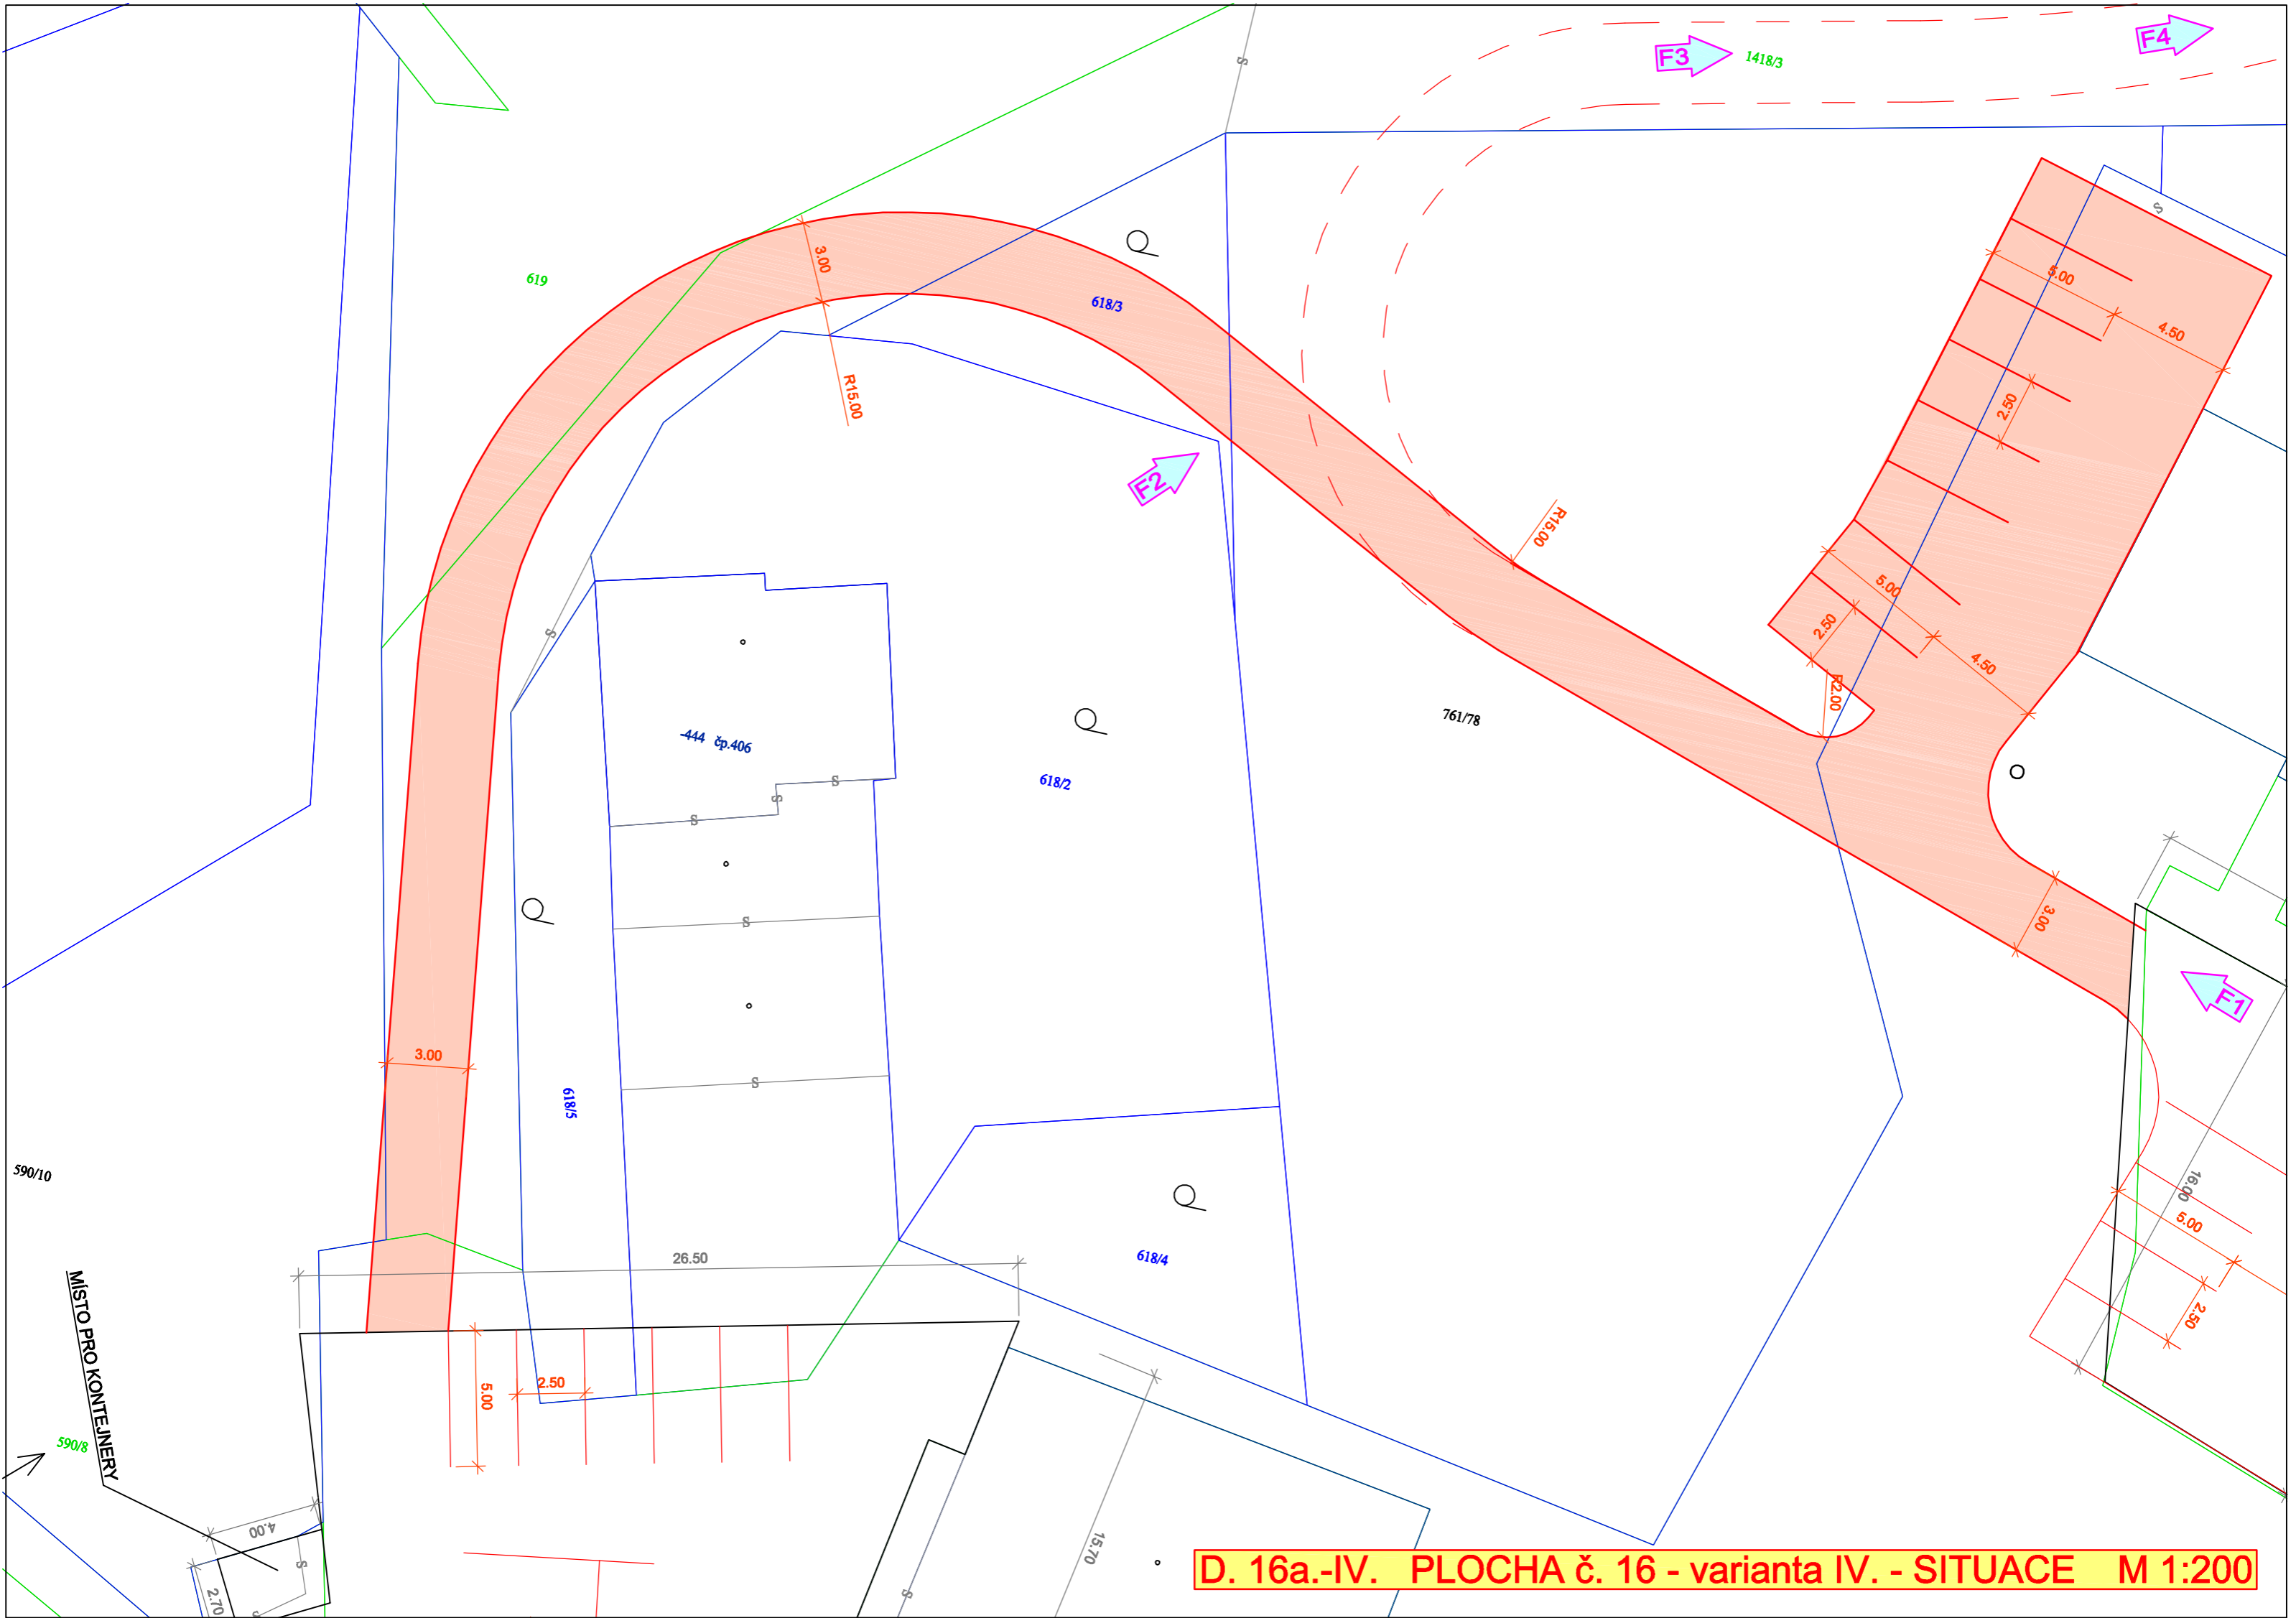 F3
1418/3
F4
S
S
3.00
619
618/3
5.00
4.50
R15.00
2.50
F2
R15.00
5.00
2.50
4.50
S
R2.00
761/78
-444 čp.406
618/2
S
S
S
3.00
S
F1
3.00
S
618/5
590/10
16.00
5.00
618/4
26.50
2.50
MÍSTO PRO KONTEJNERY
5.00
2.50
590/8
4.00
15.70
S
2.70
S
D. 16a.-IV. PLOCHA č. 16 - varianta IV. - SITUACE M 1:200